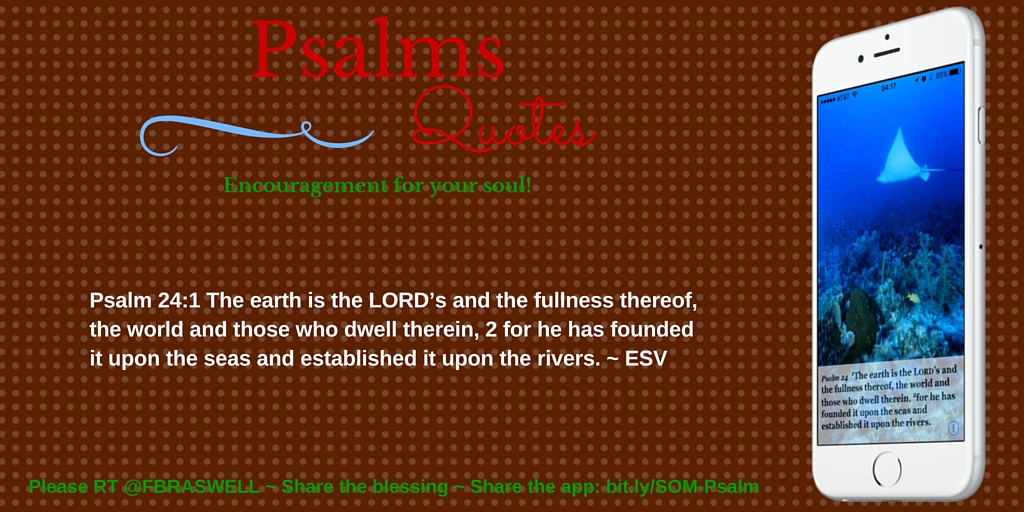 Psalms
Quotes
Encouragement for your soul!
Psalm 24:1 The earth is the LORD’s and the fullness thereof,
the world and those who dwell therein, 2 for he has founded
it upon the seas and established it upon the rivers. ~ ESV
Please RT @FBRASWELL ~ Share the blessing ~ Share the app: bit.ly/SOM-Psalm
AT&T 04:17 85%
Psalm 24 ¹The earth is the LORD's and
the fullness thereof, the world and
those who dwell therein, ²for he has
founded it upon the seas and
established it upon the rivers.